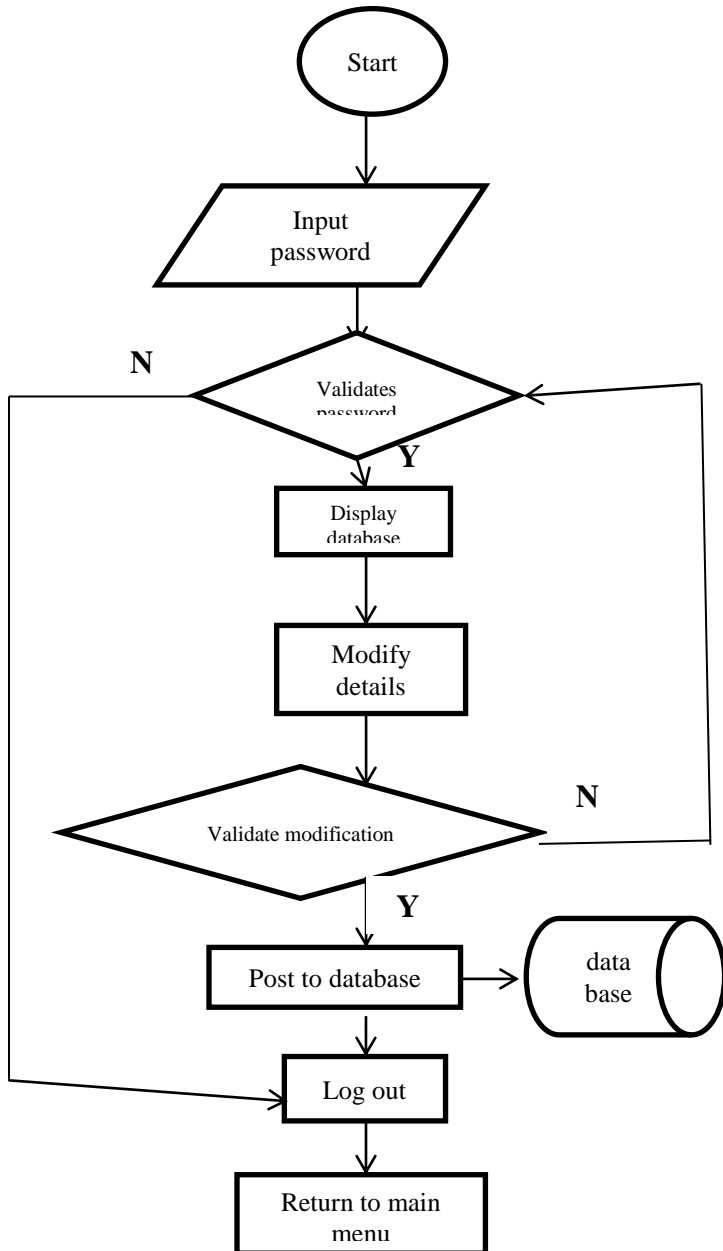 Start
Input
password
N
Validates
password
Y
Display
database
Modify
details
N
Validate modification
Y
Post to database
data
base
Log out
Return to main
menu